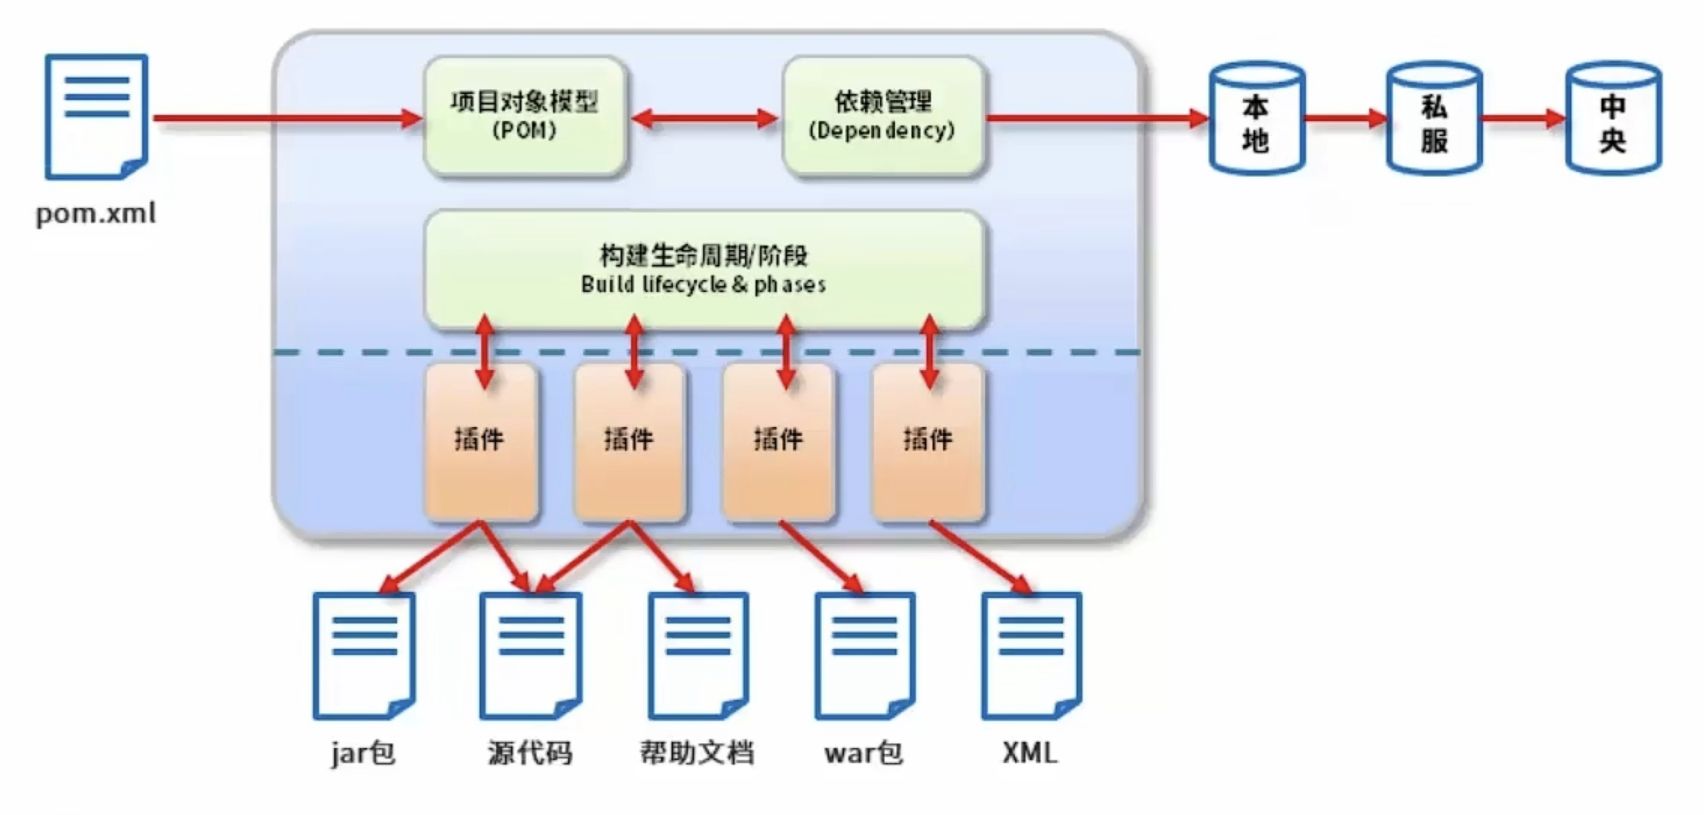 项目对象模型
（POM）
依赖管理
（Dependency）
本
地
私
服
中
央
pom.xml
构建生命周期/阶段
Build lifecycle & phases
插件
插件
插件
插件
jar包
源代码
帮助文档
war包
XML